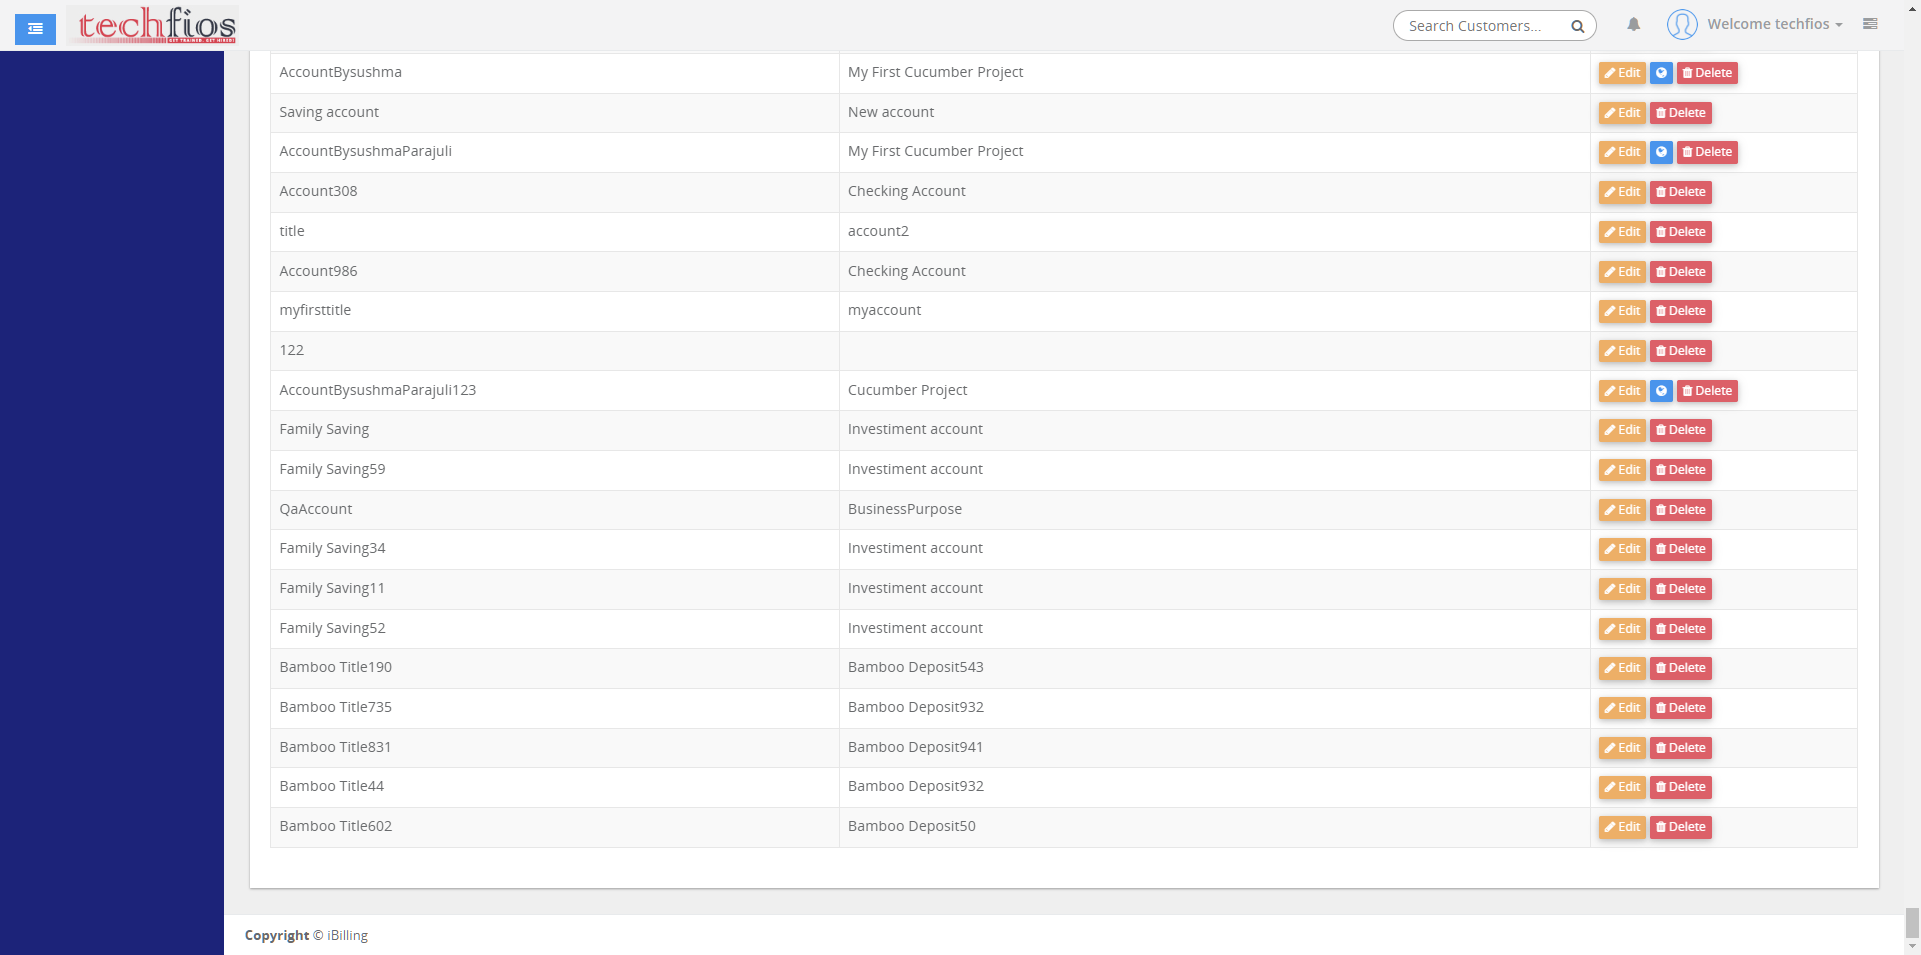 techfios
GET TRAINED. GET HIRED!
Search Customers...
Welcome techfios
AccountBysushma My First Cucumber Project Edit Delete
Saving account New account Edit Delete
AccountBysushmaParajuli My First Cucumber Project Edit Delete
Account308 Checking Account Edit Delete
title account2 Edit Delete
Account986 Checking Account Edit Delete
myfirsttitle myaccount Edit Delete
122 Edit Delete
AccountBysushmaParajuli123 Cucumber Project Edit Delete
Family Saving Investiment account Edit Delete
Family Saving59 Investiment account Edit Delete
QaAccount BusinessPurpose Edit Delete
Family Saving34 Investiment account Edit Delete
Family Saving11 Investiment account Edit Delete
Family Saving52 Investiment account Edit Delete
Bamboo Title190 Bamboo Deposit543 Edit Delete
Bamboo Title735 Bamboo Deposit932 Edit Delete
Bamboo Title831 Bamboo Deposit941 Edit Delete
Bamboo Title44 Bamboo Deposit932 Edit Delete
Bamboo Title602 Bamboo Deposit50 Edit Delete
Copyright © iBilling